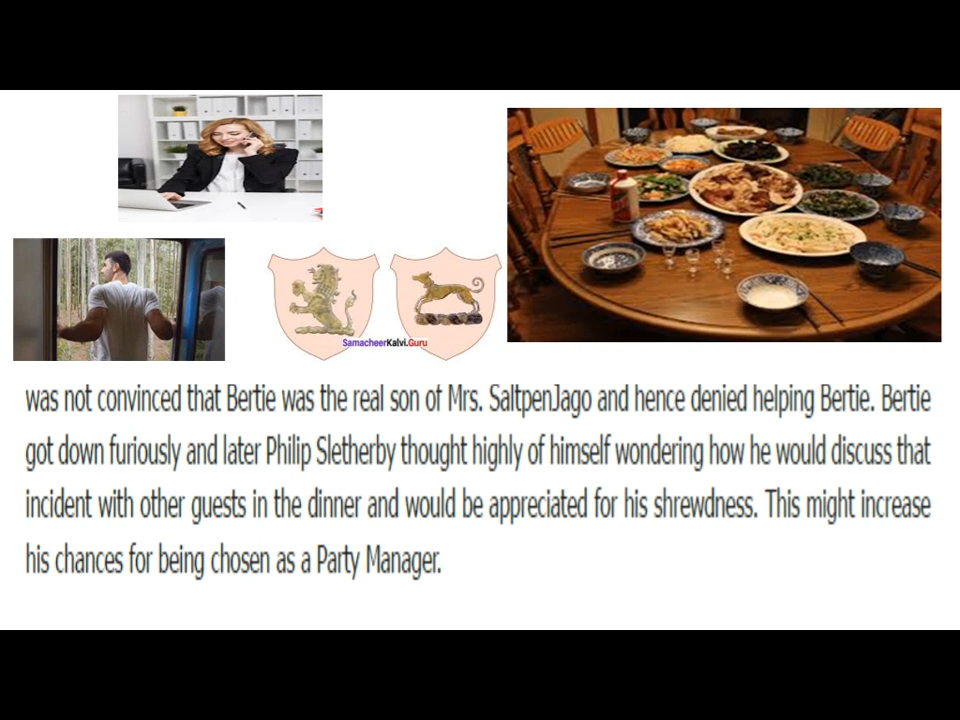 SamacheerKalvi.Guru
was not convinced that Bertie was the real son of Mrs. SaltpenJago and hence denied helping Bertie. Bertie
got down furiously and later Philip Sletherby thought highly of himself wondering how he would discuss that
incident with other guests in the dinner and would be appreciated for his shrewdness. This might increase
his chances for being chosen as a Party Manager.